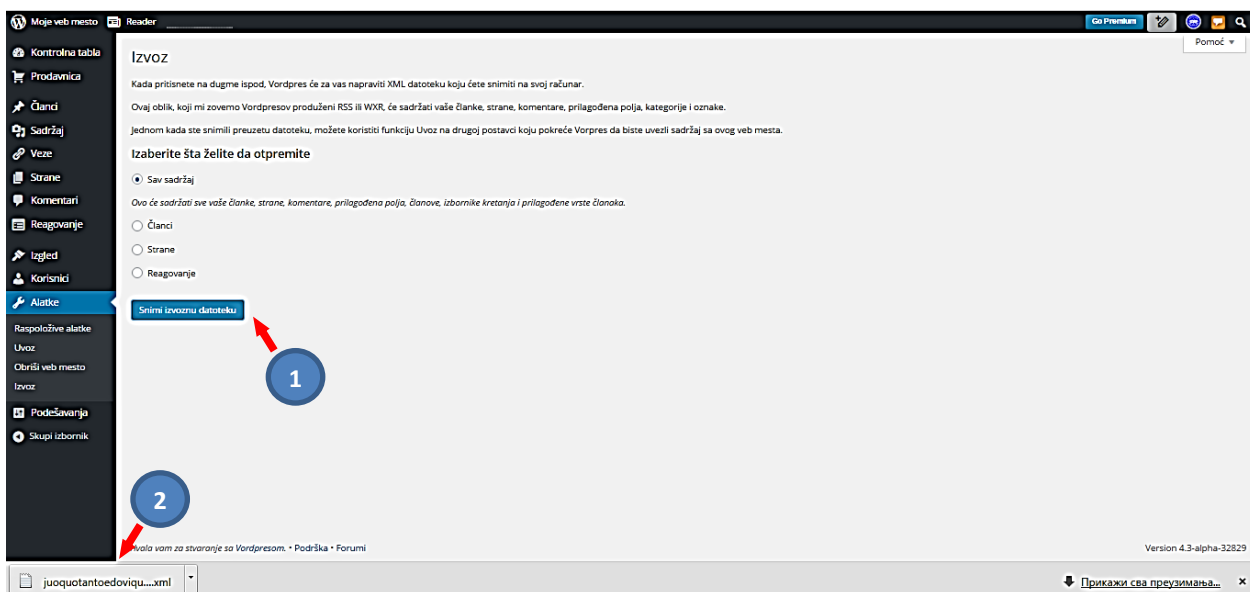 Moje veb mesto Reader Go Premium
Pomoć
Kontrolna tabla
Prodavnica
Članci
Sadržaj
Veze
Strane
Komentari
Reagovanje
Izgled
Korisnici
Alatke
Raspoložive alatke
Uvoz
Obriši veb mesto
Izvoz
Podešavanja
Skupi izbornik
Izvoz
Kada pritisnete na dugme ispod, Vordpres će za vas napraviti XML datoteku koju ćete snimiti na svoj računar.
Ovaj oblik, koji mi zovemo Vordpresov produženi RSS ili WXR, će sadržati vaše članke, strane, komentare, prilagođena polja, kategorije i oznake.
Jednom kada ste snimili preuzetu datoteku, možete koristiti funkciju Uvoz na drugoj postavci koju pokreće Vorpres da biste uvezli sadržaj sa ovog veb mesta.
Izaberite šta želite da otpremite
Sav sadržaj
Ovo će sadržati sve vaše članke, strane, komentare, prilagođena polja, članove, izbornike kretanja i prilagođene vrste članaka.
Članci
Strane
Reagovanje
Snimi izvoznu datoteku
1
2
vala vam za stvaranje sa Vordpresom. • Podrška • Forumi
Version 4.3-alpha-32829
juoquotantoedoviqu....xml
Прикажи сва преузимања...